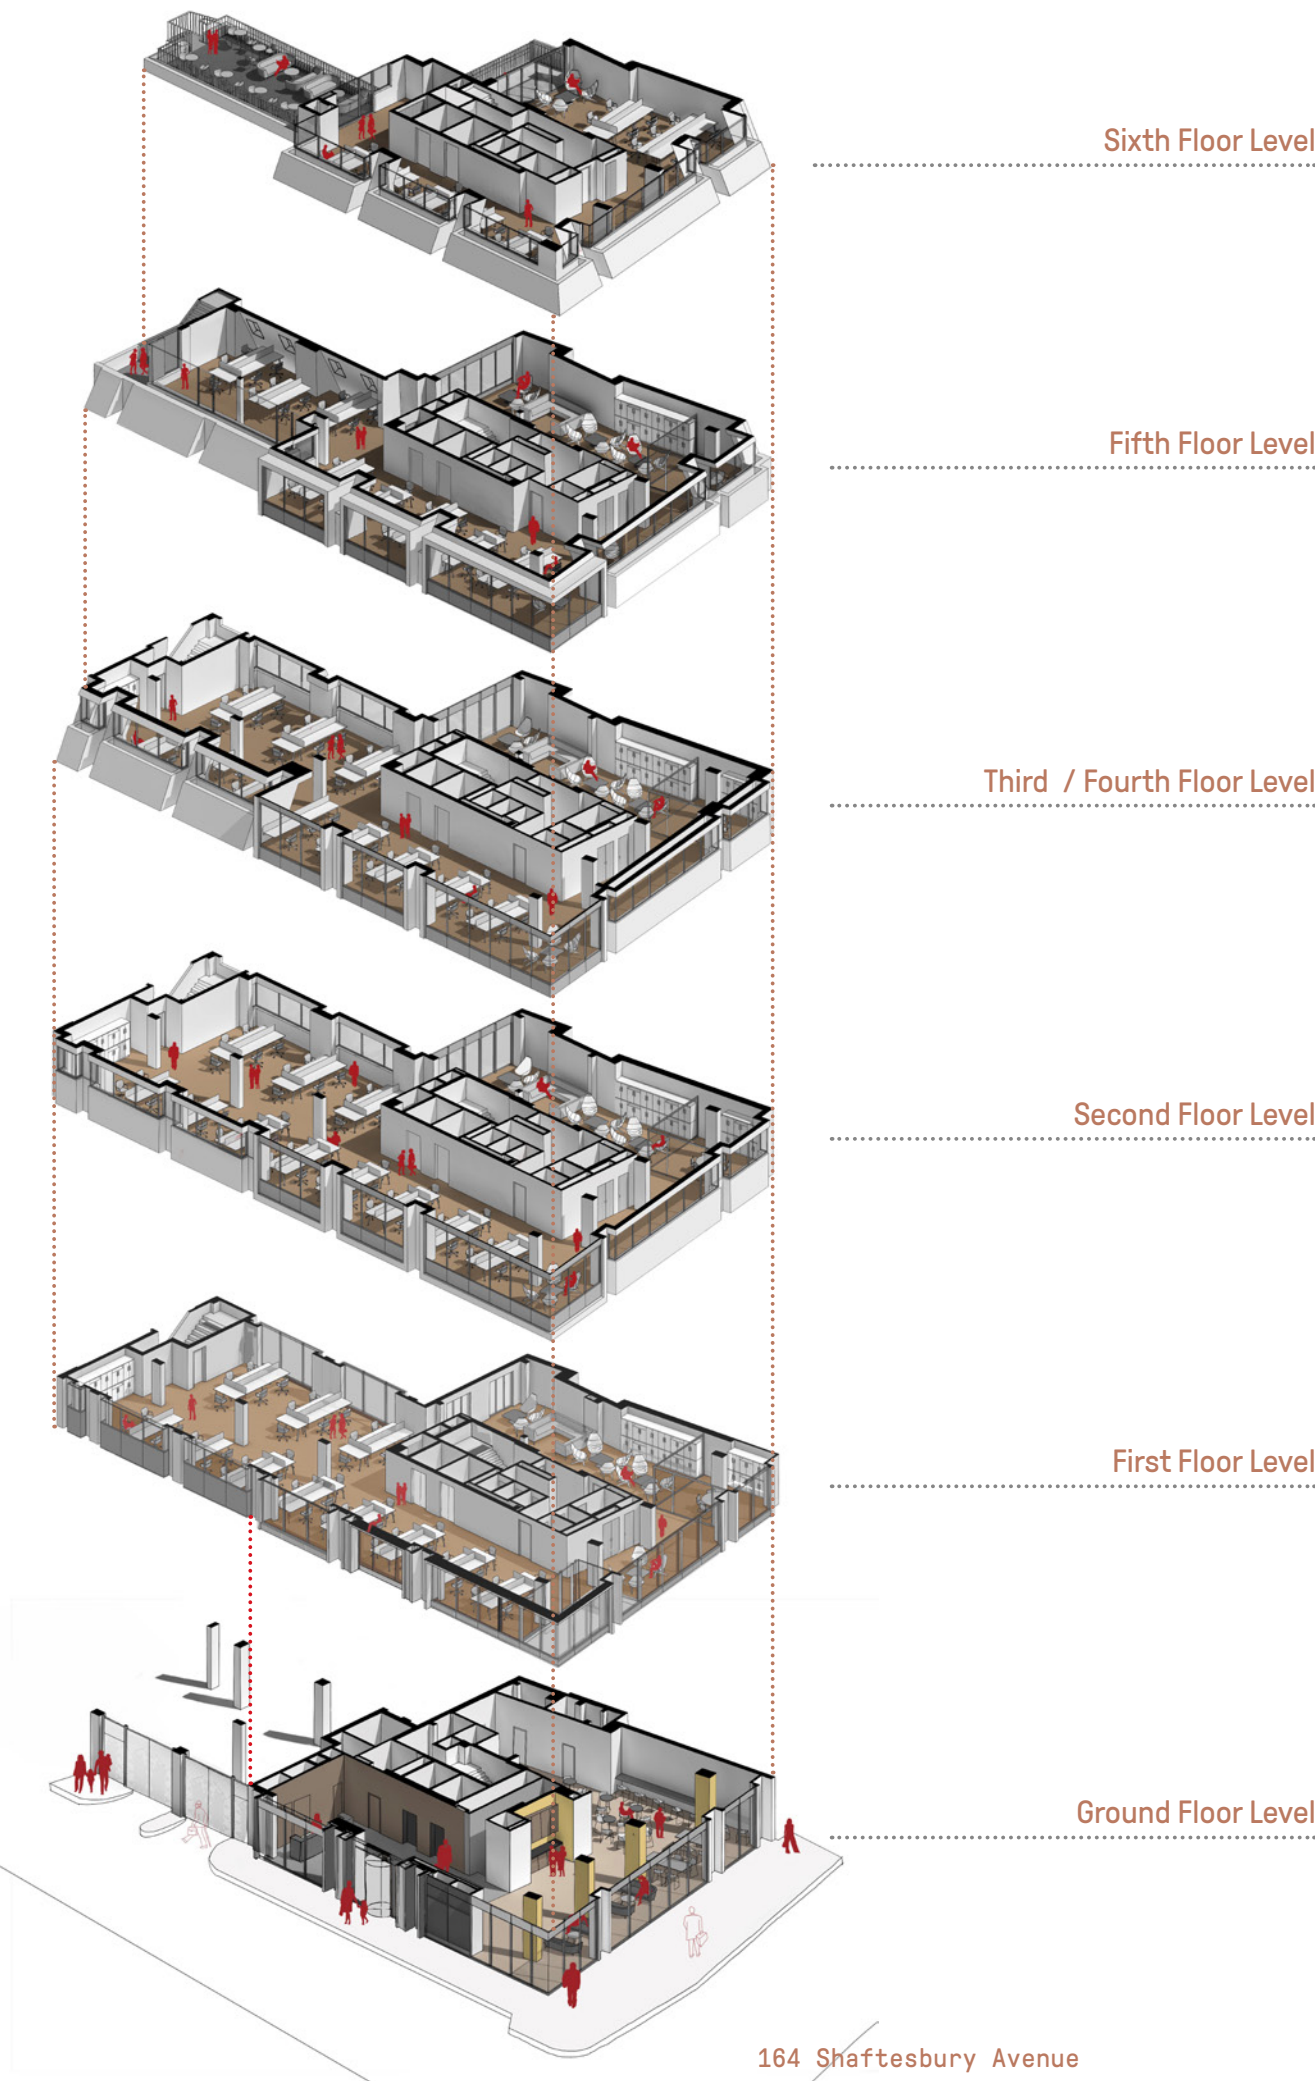 Sixth Floor Level
Fifth Floor Level
Third / Fourth Floor Level
Second Floor Level
First Floor Level
Ground Floor Level
164 Shaftesbury Avenue